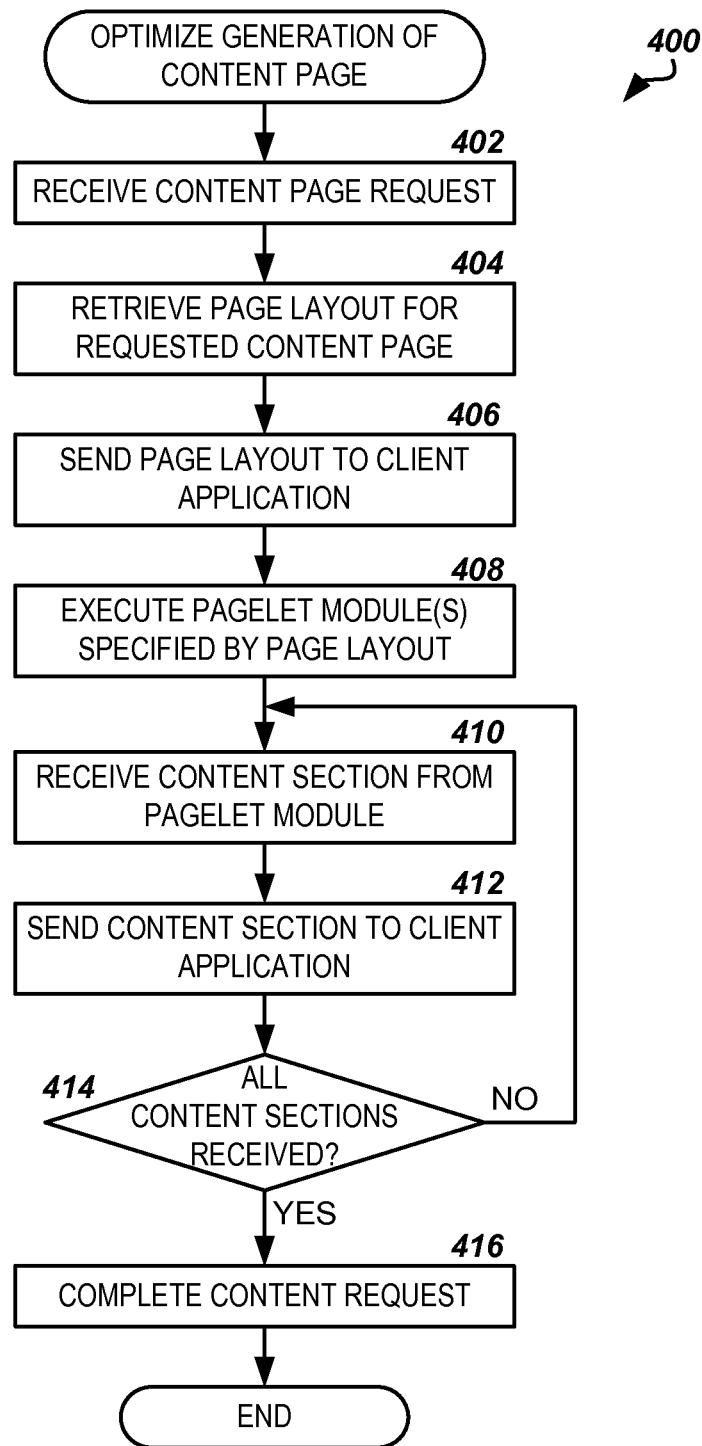 OPTIMIZE GENERATION OF
CONTENT PAGE
400
402
RECEIVE CONTENT PAGE REQUEST
404
RETRIEVE PAGE LAYOUT FOR
REQUESTED CONTENT PAGE
406
SEND PAGE LAYOUT TO CLIENT
APPLICATION
408
EXECUTE PAGELET MODULE(S)
SPECIFIED BY PAGE LAYOUT
410
RECEIVE CONTENT SECTION FROM
PAGELET MODULE
412
SEND CONTENT SECTION TO CLIENT
APPLICATION
414
ALL
CONTENT SECTIONS
RECEIVED?
NO
YES
416
COMPLETE CONTENT REQUEST
END